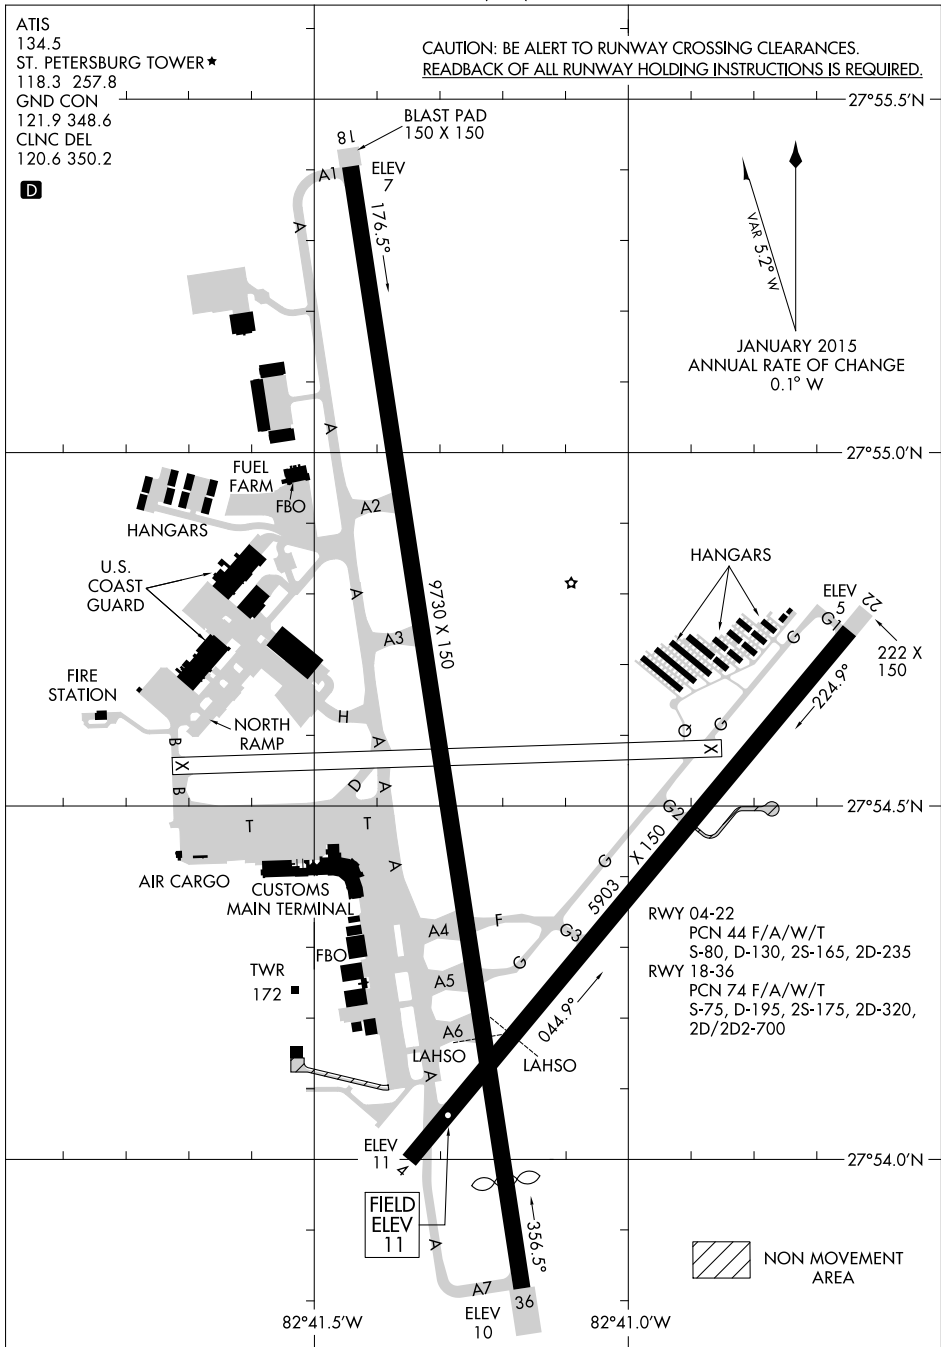 ATIS
134.5
ST. PETERSBURG TOWER★
118.3 257.8
GND CON
121.9 348.6
CLNC DEL
120.6 350.2
D
CAUTION: BE ALERT TO RUNWAY CROSSING CLEARANCES.
READBACK OF ALL RUNWAY HOLDING INSTRUCTIONS IS REQUIRED.
27°55.5'N
BLAST PAD
150 X 150
18
A1
ELEV
7
176.5°
A
VAR 5.2° W
JANUARY 2015
ANNUAL RATE OF CHANGE
0.1° W
A
27°55.0'N
FUEL
FARM
FBO
A2
HANGARS
U.S.
COAST
GUARD
A
9730 X 150
HANGARS
ELEV
5
22
A3
G
G1
222 X
150
224.9°
FIRE
STATION
NORTH
RAMP
H
B
A
Q
G
X
X
B
D
A
G2
27°54.5'N
T
T
AIR CARGO
CUSTOMS
MAIN TERMINAL
A
G
5903 X 150
A4
F
G3
RWY 04-22
PCN 44 F/A/W/T
S-80, D-130, 2S-165, 2D-235
RWY 18-36
PCN 74 F/A/W/T
S-75, D-195, 2S-175, 2D-320,
2D/2D2-700
FBO
TWR
172
A5
G
A6
044.9°
LAHSO
LAHSO
A
ELEV
11
4
27°54.0'N
FIELD
ELEV
11
A
356.5°
A7
36
ELEV
10
NON MOVEMENT
AREA
82°41.5'W
82°41.0'W